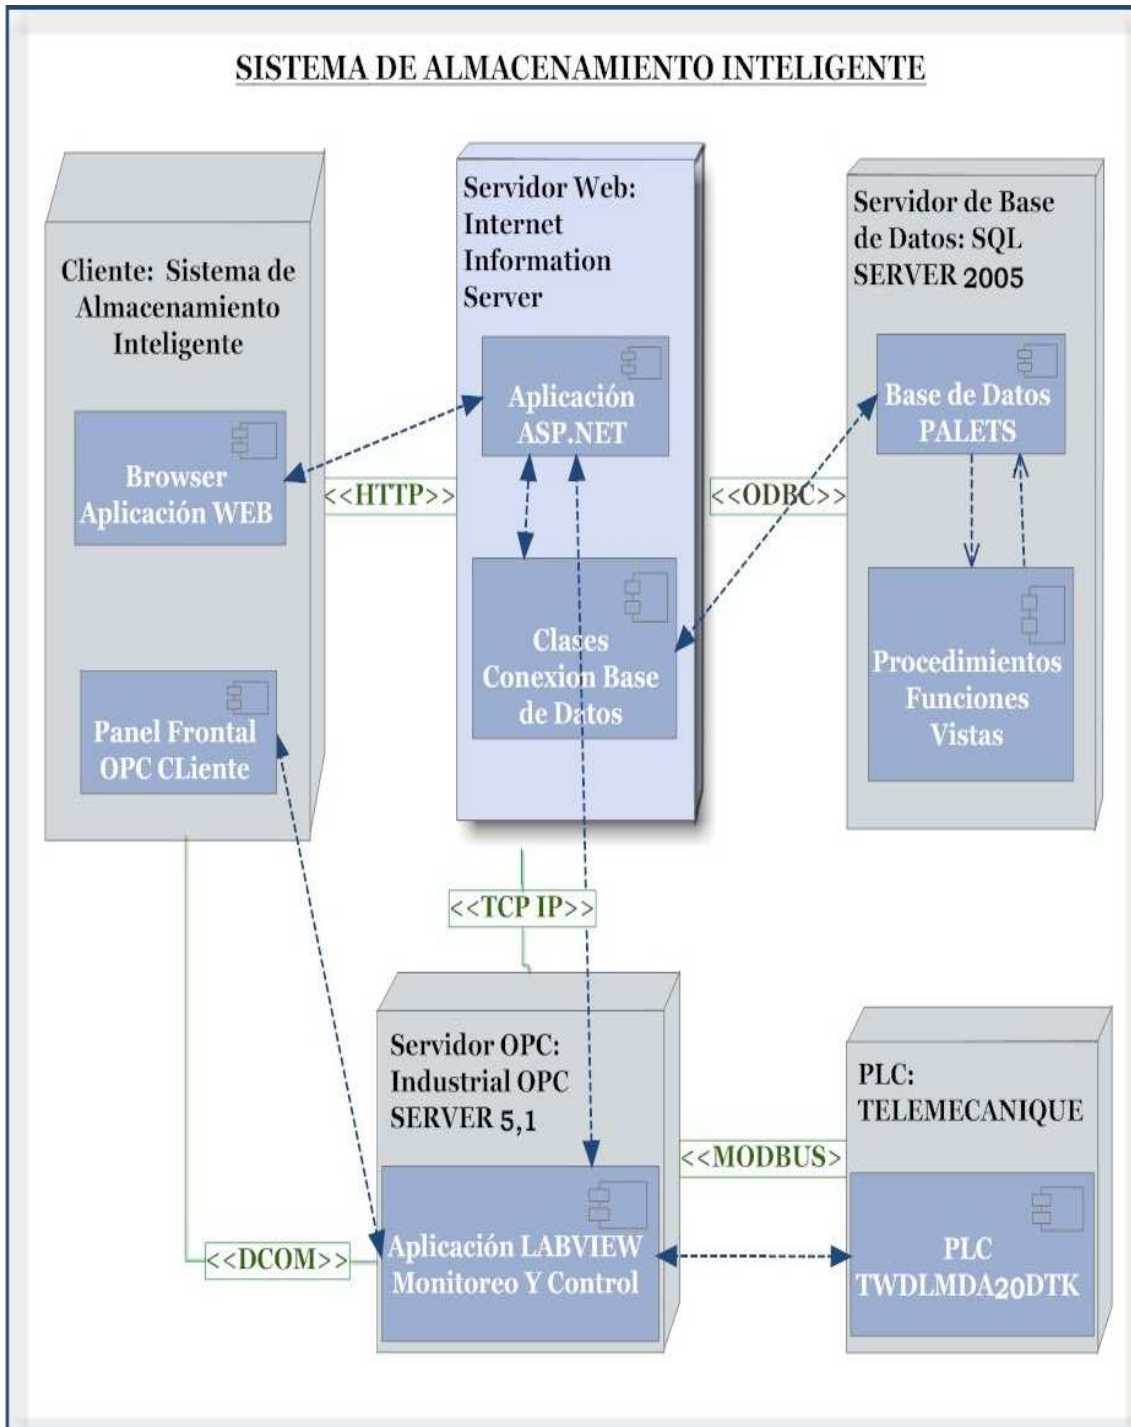 SISTEMA DE ALMACENAMIENTO INTELIGENTE
Cliente: Sistema de
Almacenamiento
Inteligente
Browser
Aplicación WEB
Panel Frontal
OPC CLiente
<<HTTP>>
Servidor Web:
Internet
Information
Server
Aplicación
ASP.NET
Clases
Conexion Base
de Datos
<<ODBC>>
Servidor de Base
de Datos: SQL
SERVER 2005
Base de Datos
PALETS
Procedimientos
Funciones
Vistas
<<TCP IP>>
<<DCOM>>
Servidor OPC:
Industrial OPC
SERVER 5,1
Aplicación LABVIEW
Monitoreo Y Control
<<MODBUS>
PLC:
TELEMECANIQUE
PLC
TWDLMDA20DTK